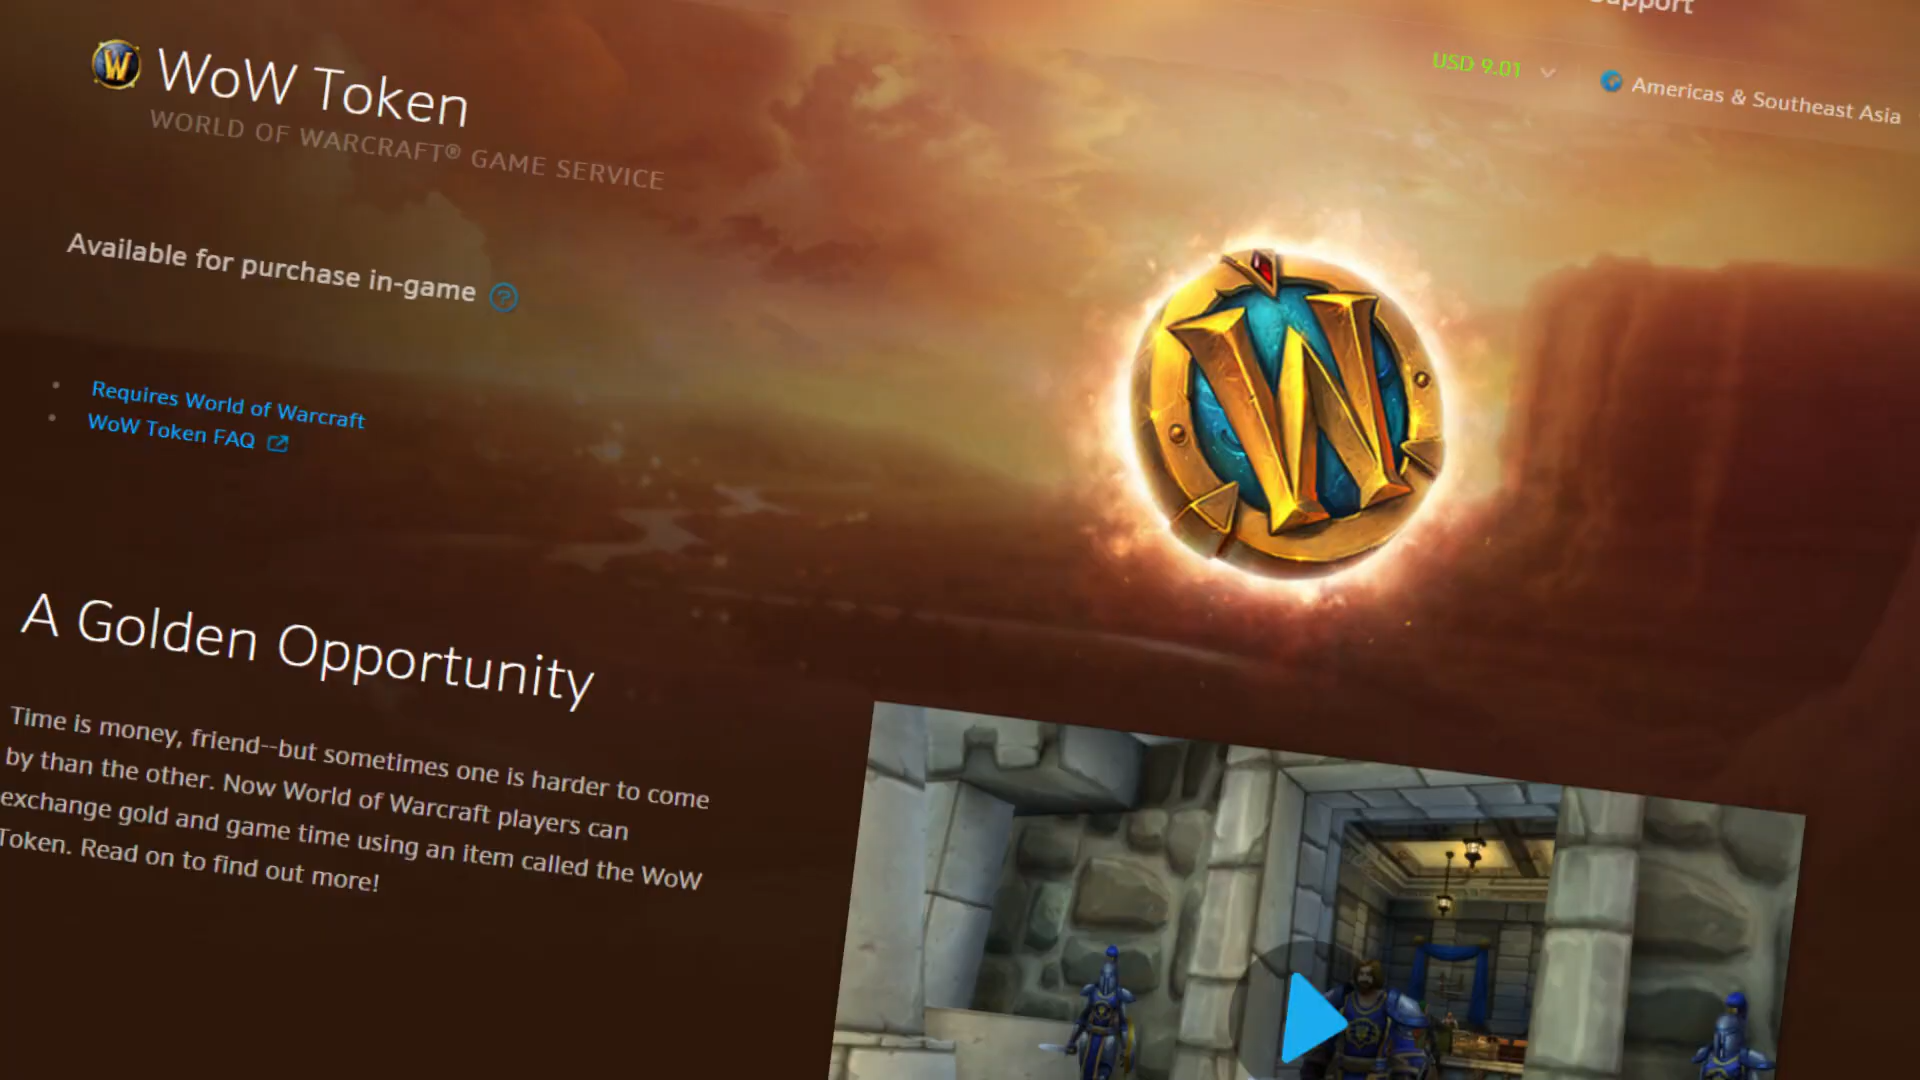 Support
USD 9.01
Americas & Southeast Asia
WoW Token
WORLD OF WARCRAFT® GAME SERVICE
Available for purchase in-game
Requires World of Warcraft
WoW Token FAQ
W
A Golden Opportunity
Time is money, friend--but sometimes one is harder to come
by than the other. Now World of Warcraft players can
exchange gold and game time using an item called the WoW
Token. Read on to find out more!